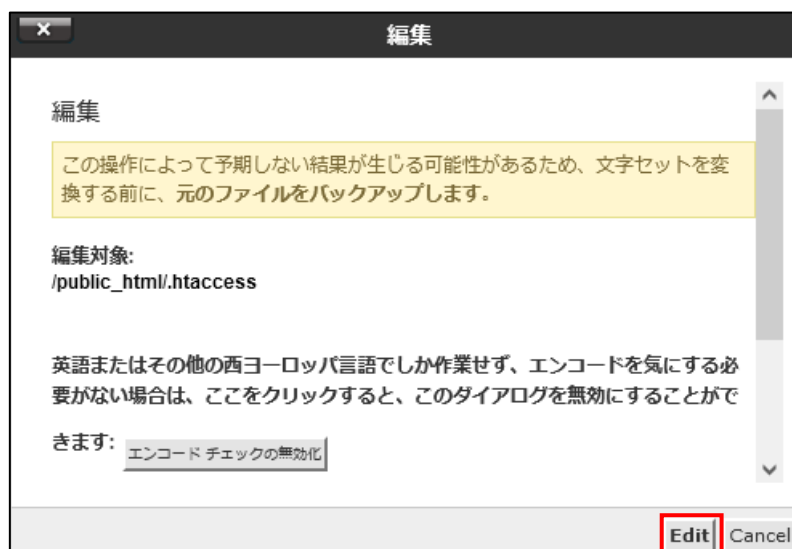 編集
編集
この操作によって予期しない結果が生じる可能性があるため、文字セットを変
換する前に、元のファイルをバックアップします。
編集対象:
/public_html/.htaccess
英語またはその他の西ヨーロッパ言語でしか作業せず、エンコードを気にする必
要がない場合は、ここをクリックすると、このダイアログを無効にすることがで
きます: エンコード チェックの無効化
Edit Cancel